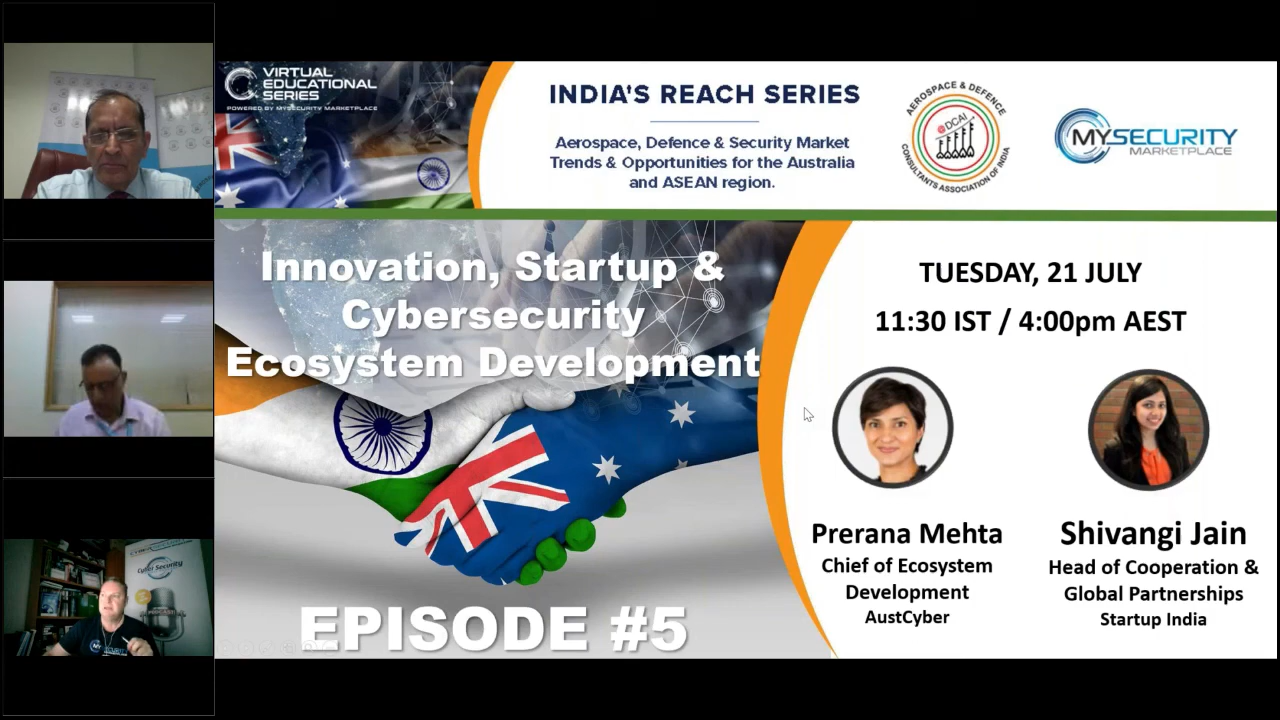 VIRTUAL
EDUCATIONAL
SERIES
POWERED BY MYSECURITY MARKETPLACE
INDIA'S REACH SERIES
Aerospace, Defence & Security Market
Trends & Opportunities for the Australia
and ASEAN region.
AEROSPACE & DEFENCE
@DCAI
CONSULTANTS ASSOCIATION OF INDIA
MYSECURITY
MARKETPLACE
Innovation, Startup &
Cybersecurity
Ecosystem Development
EPISODE #5
TUESDAY, 21 JULY
11:30 IST / 4:00pm AEST
Prerana Mehta
Chief of Ecosystem
Development
AustCyber
Shivangi Jain
Head of Cooperation &
Global Partnerships
Startup India
Cyber Security